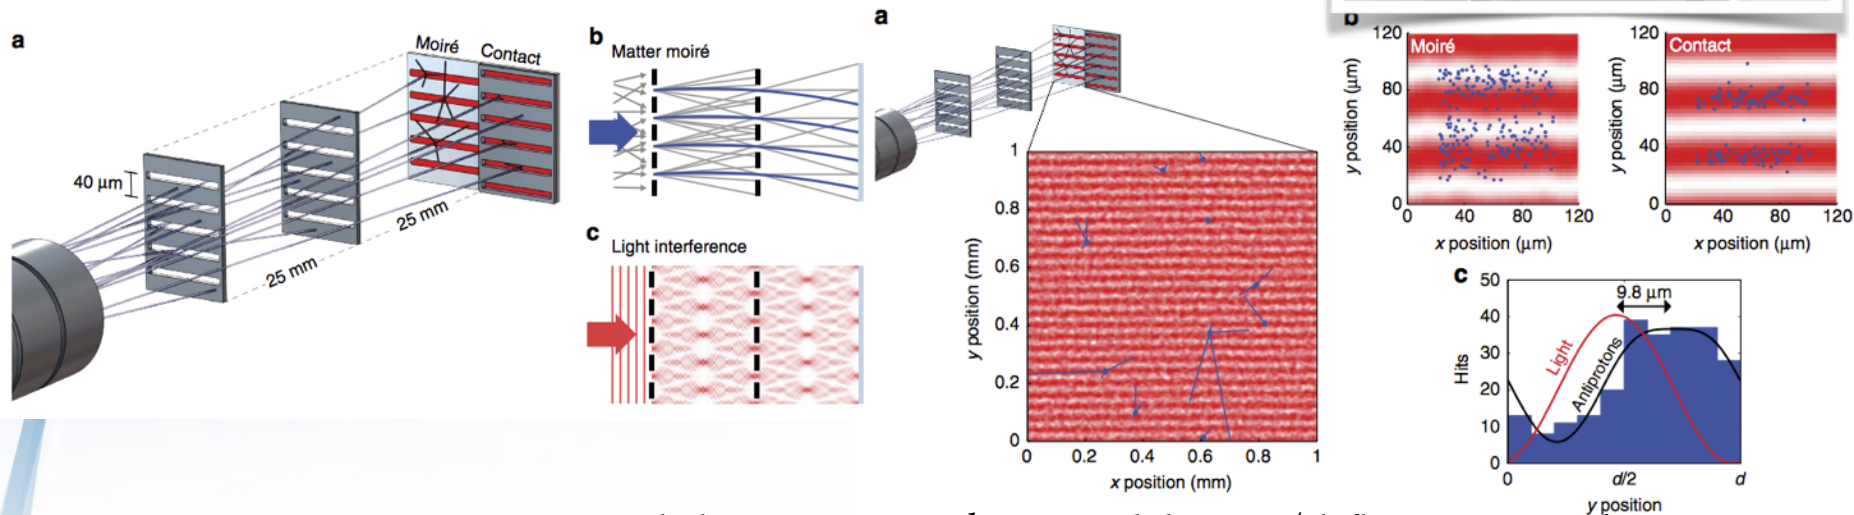 a
Moiré
Contact
40 μm
25 mm
25 mm
b
Matter moiré
c
Light interference
a
1
0.8
0.6
0.4
0.2
0
y position (mm)
0
0.2
0.4
0.6
0.8
1
x position (mm)
b
Moiré
120
80
40
0
y position (μm)
0
40
80
120
x position (μm)
Contact
120
80
40
0
y position (μm)
0
40
80
120
x position (μm)
c
50
40
30
20
10
0
Hits
9.8 μm
Light
Antiprotons
0
d/2
d
y position